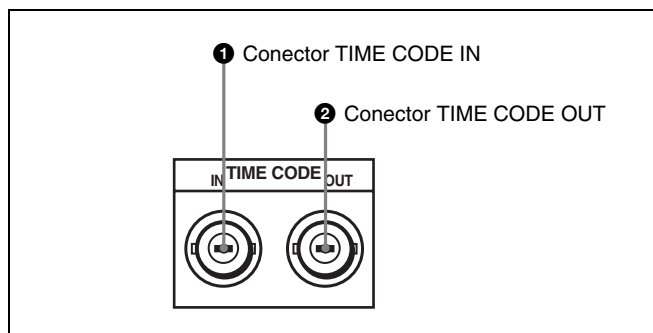 ❶ Conector TIME CODE IN
❷ Conector TIME CODE OUT
IN TIME CODE OUT